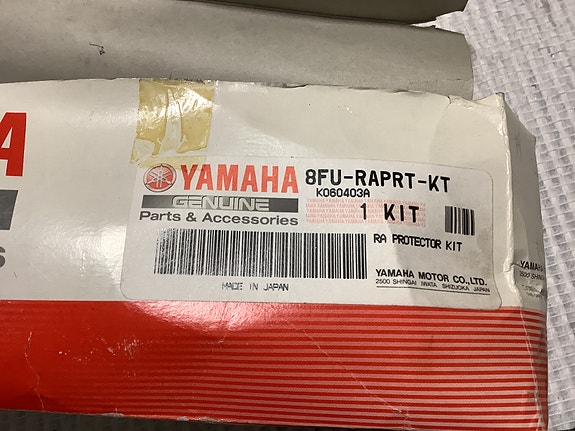 YAMAHA 8FU-RAPRT-KT
GENUINE K060403A
Parts & Accessories 1 KIT
RA PROTECTOR KIT
MADE IN JAPAN
YAMAHA MOTOR CO.,LTD.
2500 SHINGAI IWATA SHIZUOKA JAPAN